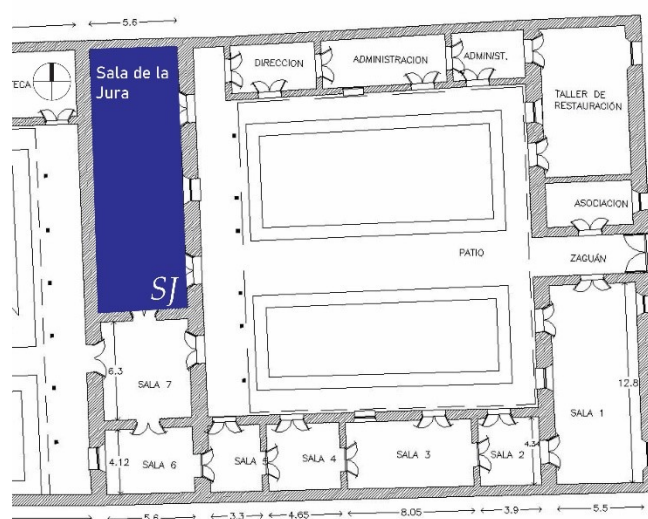 5.6
Sala de la
Jura
TECA
DIRECCION
ADMINISTRACION
ADMINIST.
TALLER DE
RESTAURACIÓN
ASOCIACION
PATIO
ZAGUÁN
SJ
6.3
SALA 7
12.8
SALA 1
4.12
SALA 6
SALA 5
SALA 4
SALA 3
SALA 2
4.34
5.6
3.3
4.65
8.05
3.9
5.5